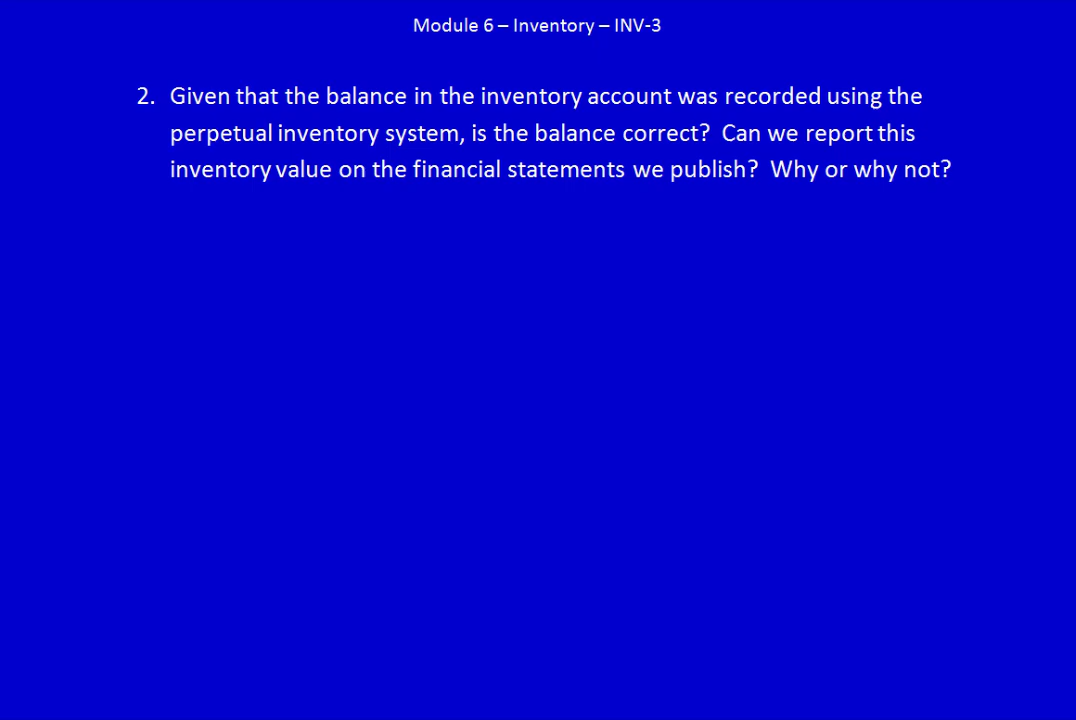 Module 6 – Inventory – INV-3
2. Given that the balance in the inventory account was recorded using the
perpetual inventory system, is the balance correct?  Can we report this
inventory value on the financial statements we publish?  Why or why not?